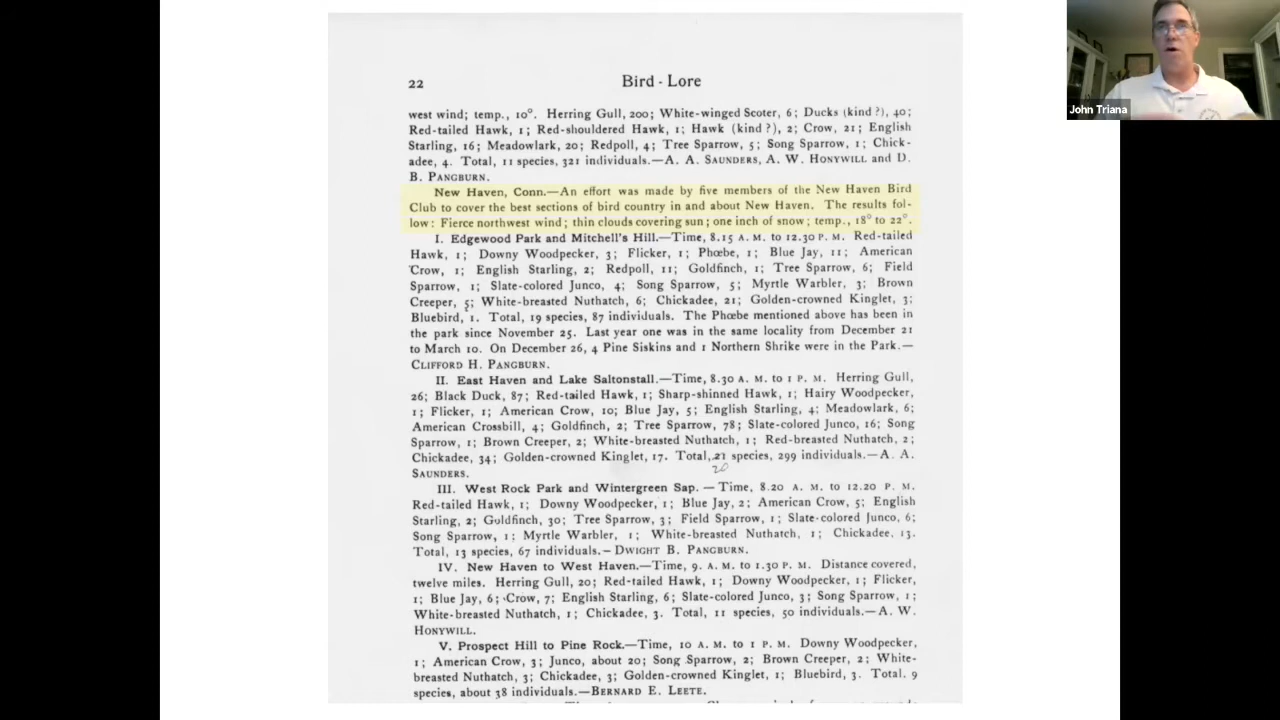 22
Bird - Lore
west wind; temp., 10°. Herring Gull, 200; White-winged Scoter, 6; Ducks (kind ?), 40;
Red-tailed Hawk, 1; Red-shouldered Hawk, 1; Hawk (kind ?), 2; Crow, 21; English
Starling, 16; Meadowlark, 20; Redpoll, 4; Tree Sparrow, 5; Song Sparrow, 1; Chick-
adee, 4. Total, 11 species, 321 individuals.—A. A. SAUNDERS, A. W. HONYWILL and D.
B. PANGBURN.
New Haven, Conn.—An effort was made by five members of the New Haven Bird
Club to cover the best sections of bird country in and about New Haven. The results fol-
low: Fierce northwest wind; thin clouds covering sun; one inch of snow; temp., 18° to 22°.
I. Edgewood Park and Mitchell's Hill.—Time, 8.15 A. M. to 12.30 P. M. Red-tailed
Hawk, 1; Downy Woodpecker, 3; Flicker, 1; Phœbe, 1; Blue Jay, 11; American
Crow, 1; English Starling, 2; Redpoll, 11; Goldfinch, 1; Tree Sparrow, 6; Field
Sparrow, 1; Slate-colored Junco, 4; Song Sparrow, 5; Myrtle Warbler, 3; Brown
Creeper, 5; White-breasted Nuthatch, 6; Chickadee, 21; Golden-crowned Kinglet, 3;
Bluebird, 1. Total, 19 species, 87 individuals. The Phœbe mentioned above has been in
the park since November 25. Last year one was in the same locality from December 21
to March 10. On December 26, 4 Pine Siskins and 1 Northern Shrike were in the Park.—
CLIFFORD H. PANGBURN.
II. East Haven and Lake Saltonstall.—Time, 8.30 A. M. to 1 P. M. Herring Gull,
26; Black Duck, 87; Red-tailed Hawk, 1; Sharp-shinned Hawk, 1; Hairy Woodpecker,
1; Flicker, 1; American Crow, 10; Blue Jay, 5; English Starling, 4; Meadowlark, 6;
American Crossbill, 4; Goldfinch, 2; Tree Sparrow, 78; Slate-colored Junco, 16; Song
Sparrow, 1; Brown Creeper, 2; White-breasted Nuthatch, 1; Red-breasted Nuthatch, 2;
Chickadee, 34; Golden-crowned Kinglet, 17. Total, 21 species, 299 individuals.—A. A.
20
SAUNDERS.
III. West Rock Park and Wintergreen Sap. — Time, 8.20 A. M. to 12.20 P. M.
Red-tailed Hawk, 1; Downy Woodpecker, 1; Blue Jay, 2; American Crow, 5; English
Starling, 2; Goldfinch, 30; Tree Sparrow, 3; Field Sparrow, 1; Slate-colored Junco, 6;
Song Sparrow, 1; Myrtle Warbler, 1; White-breasted Nuthatch, 1; Chickadee, 13.
Total, 13 species, 67 individuals.—DWIGHT B. PANGBURN.
IV. New Haven to West Haven.—Time, 9. A. M. to 1.30 P. M. Distance covered,
twelve miles. Herring Gull, 20; Red-tailed Hawk, 1; Downy Woodpecker, 1; Flicker,
1; Blue Jay, 6; Crow, 7; English Starling, 6; Slate-colored Junco, 3; Song Sparrow, 1;
White-breasted Nuthatch, 1; Chickadee, 3. Total, 11 species, 50 individuals.—A. W.
HONYWILL.
V. Prospect Hill to Pine Rock.—Time, 10 A. M. to 1 P. M. Downy Woodpecker,
1; American Crow, 3; Junco, about 20; Song Sparrow, 2; Brown Creeper, 2; White-
breasted Nuthatch, 3; Chickadee, 3; Golden-crowned Kinglet, 1; Bluebird, 3. Total. 9
species, about 38 individuals.—BERNARD E. LEETE.
John Triana